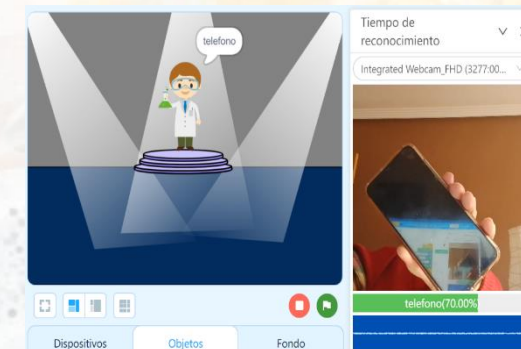 telefono
Tiempo de
reconocimiento
Integrated Webcam_FHD (3277:00...
telefono(70.00%)
Dispositivos
Objetos
Fondo